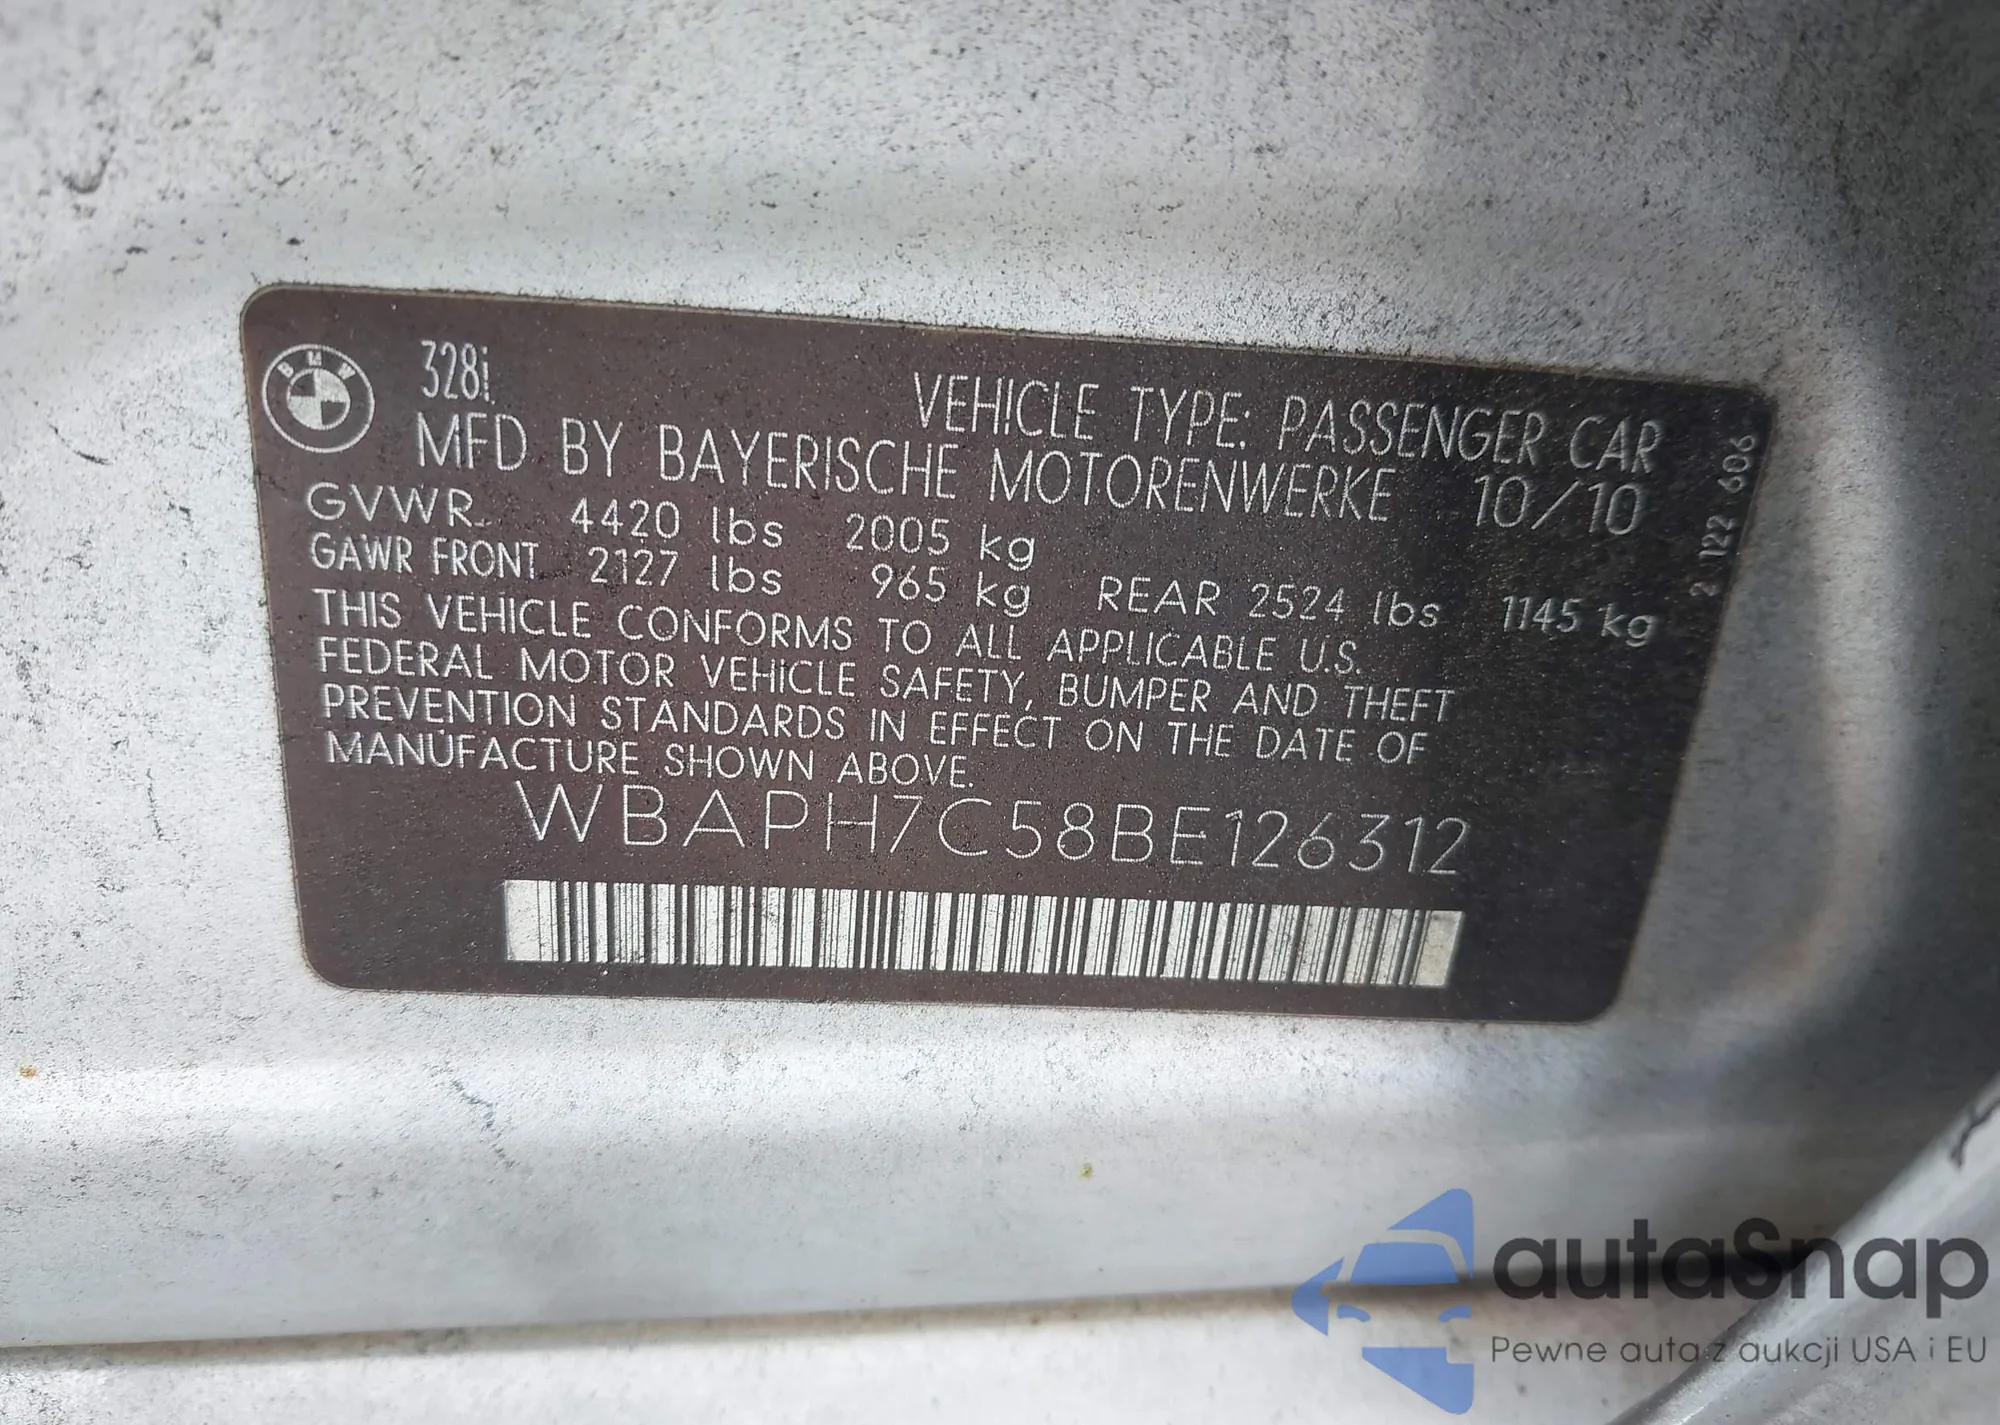 BMW
328i
VEHICLE TYPE: PASSENGER CAR
MFD BY BAYERISCHE MOTORENWERKE 10/10
GVWR 4420 lbs 2005 kg
GAWR FRONT 2127 lbs 965 kg REAR 2524 lbs 1145 kg
THIS VEHICLE CONFORMS TO ALL APPLICABLE U.S.
FEDERAL MOTOR VEHICLE SAFETY, BUMPER AND THEFT
PREVENTION STANDARDS IN EFFECT ON THE DATE OF
MANUFACTURE SHOWN ABOVE.
WBAPH7C58BE126312
2 122 606
autaSnap
Pewne auta z aukcji USA i EU